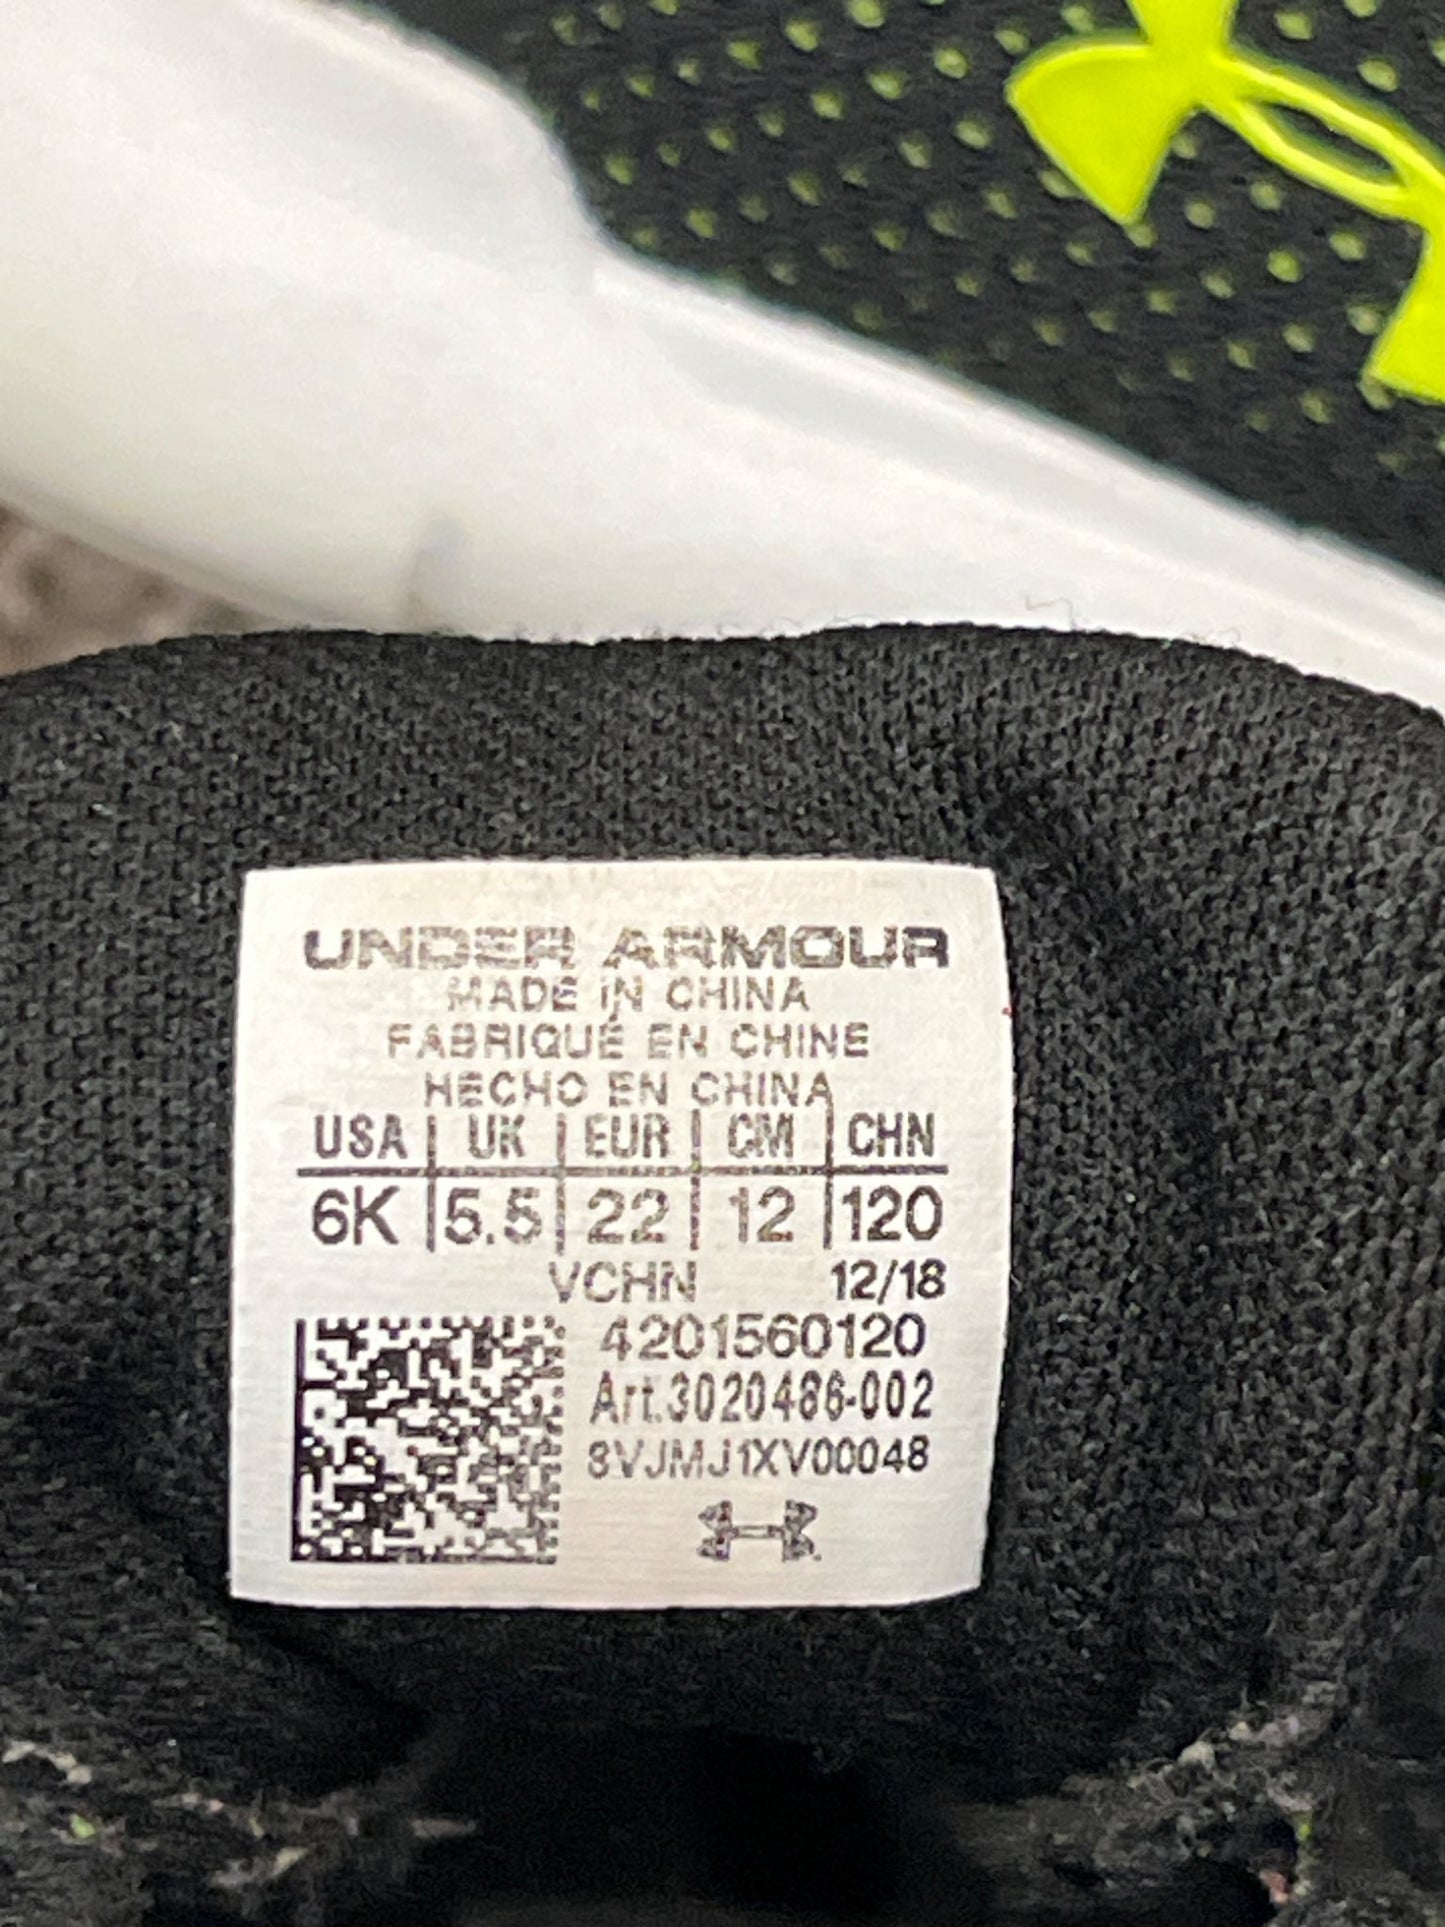 UNDER ARMOUR
MADE IN CHINA
FABRIQUÉ EN CHINE
HECHO EN CHINA
USA | UK | EUR | CM | CHN
6K | 5.5 | 22 | 12 | 120
VCHN 12/18
4201560120
Art.3020486-002
8VJMJ1XV00048